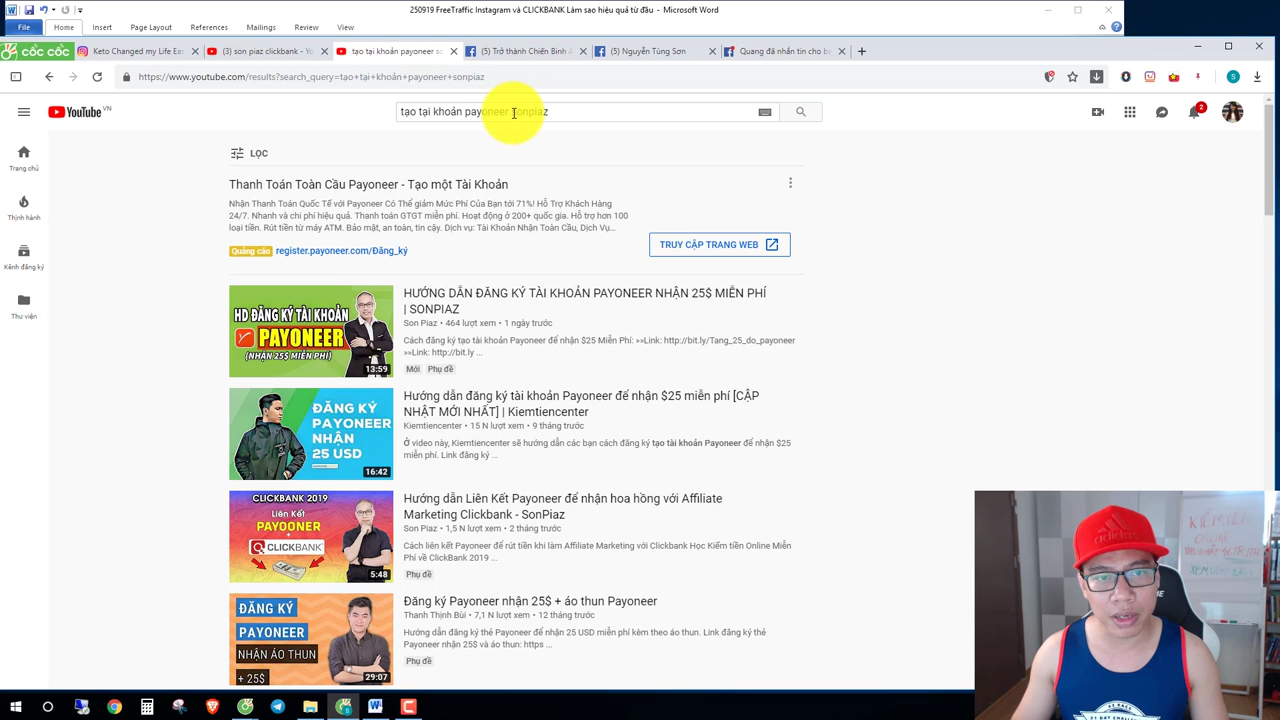 250919 FreeTraffic Instagram và CLICKBANK Làm sao hiệu quả từ đầu - Microsoft Word
File Home Insert Page Layout References Mailings Review View
cốc cốc Keto Changed my Life Eas (3) son piaz clickbank - Yo tạo tại khoản payoneer so (5) Trở thành Chiến Binh A (5) Nguyễn Tùng Sơn Quang đã nhắn tin cho b
https://www.youtube.com/results?search_query=tạo+tại+khoản+payoneer+sonpiaz
YouTube VN
tạo tại khoản payoneer sonpiaz
2
Trang chủ
Thịnh hành
Kênh đăng ký
Thư viện
LỌC
Thanh Toán Toàn Cầu Payoneer - Tạo một Tài Khoản
Nhận Thanh Toán Quốc Tế với Payoneer Có Thể giảm Mức Phí Của Bạn tới 71%! Hỗ Trợ Khách Hàng
24/7. Nhanh và chi phí hiệu quả. Thanh toán GTGT miễn phí. Hoạt động ở 200+ quốc gia. Hỗ trợ hơn 100
loại tiền. Rút tiền từ máy ATM. Bảo mật, an toàn, tin cậy. Dịch vụ: Tài Khoản Nhận Toàn Cầu, Dịch Vụ...
Quảng cáo register.payoneer.com/Đăng_ký
TRUY CẬP TRANG WEB
HD ĐĂNG KÝ TÀI KHOẢN
PAYONEER
(NHẬN 25$ MIỄN PHÍ)
13:59
HƯỚNG DẪN ĐĂNG KÝ TÀI KHOẢN PAYONEER NHẬN 25$ MIỄN PHÍ
| SONPIAZ
Son Piaz • 464 lượt xem • 1 ngày trước
Cách đăng ký tạo tài khoản Payoneer để nhận $25 Miễn Phí: »»Link: http://bit.ly/Tang_25_do_payoneer
»»Link: http://bit.ly ...
Mới Phụ đề
ĐĂNG KÝ
PAYONEER
NHẬN
25 USD
16:42
Hướng dẫn đăng ký tài khoản Payoneer để nhận $25 miễn phí [CẬP
NHẬT MỚI NHẤT] | Kiemtiencenter
Kiemtiencenter • 15 N lượt xem • 9 tháng trước
Ở video này, Kiemtiencenter sẽ hướng dẫn các bạn cách đăng ký tạo tài khoản Payoneer để nhận $25
miễn phí. Link đăng ký ...
CLICKBANK 2019
Liên Kết
PAYOONER
+
CLICKBANK
5:48
Hướng dẫn Liên Kết Payoneer để nhận hoa hồng với Affiliate
Marketing Clickbank - SonPiaz
Son Piaz • 1,5 N lượt xem • 2 tháng trước
Cách liên kết Payoneer để rút tiền khi làm Affiliate Marketing với Clickbank Học Kiếm tiền Online Miễn
Phí về ClickBank 2019 ...
Phụ đề
ĐĂNG KÝ
PAYONEER
NHẬN ÁO THUN
+ 25$
29:07
Đăng ký Payoneer nhận 25$ + áo thun Payoneer
Thanh Thịnh Bùi • 7,1 N lượt xem • 12 tháng trước
Hướng dẫn đăng ký thẻ Payoneer để nhận 25 USD miễn phí kèm theo áo thun. Link đăng ký thẻ
Payoneer nhận 25$ và áo thun: https ...
Phụ đề
adidas